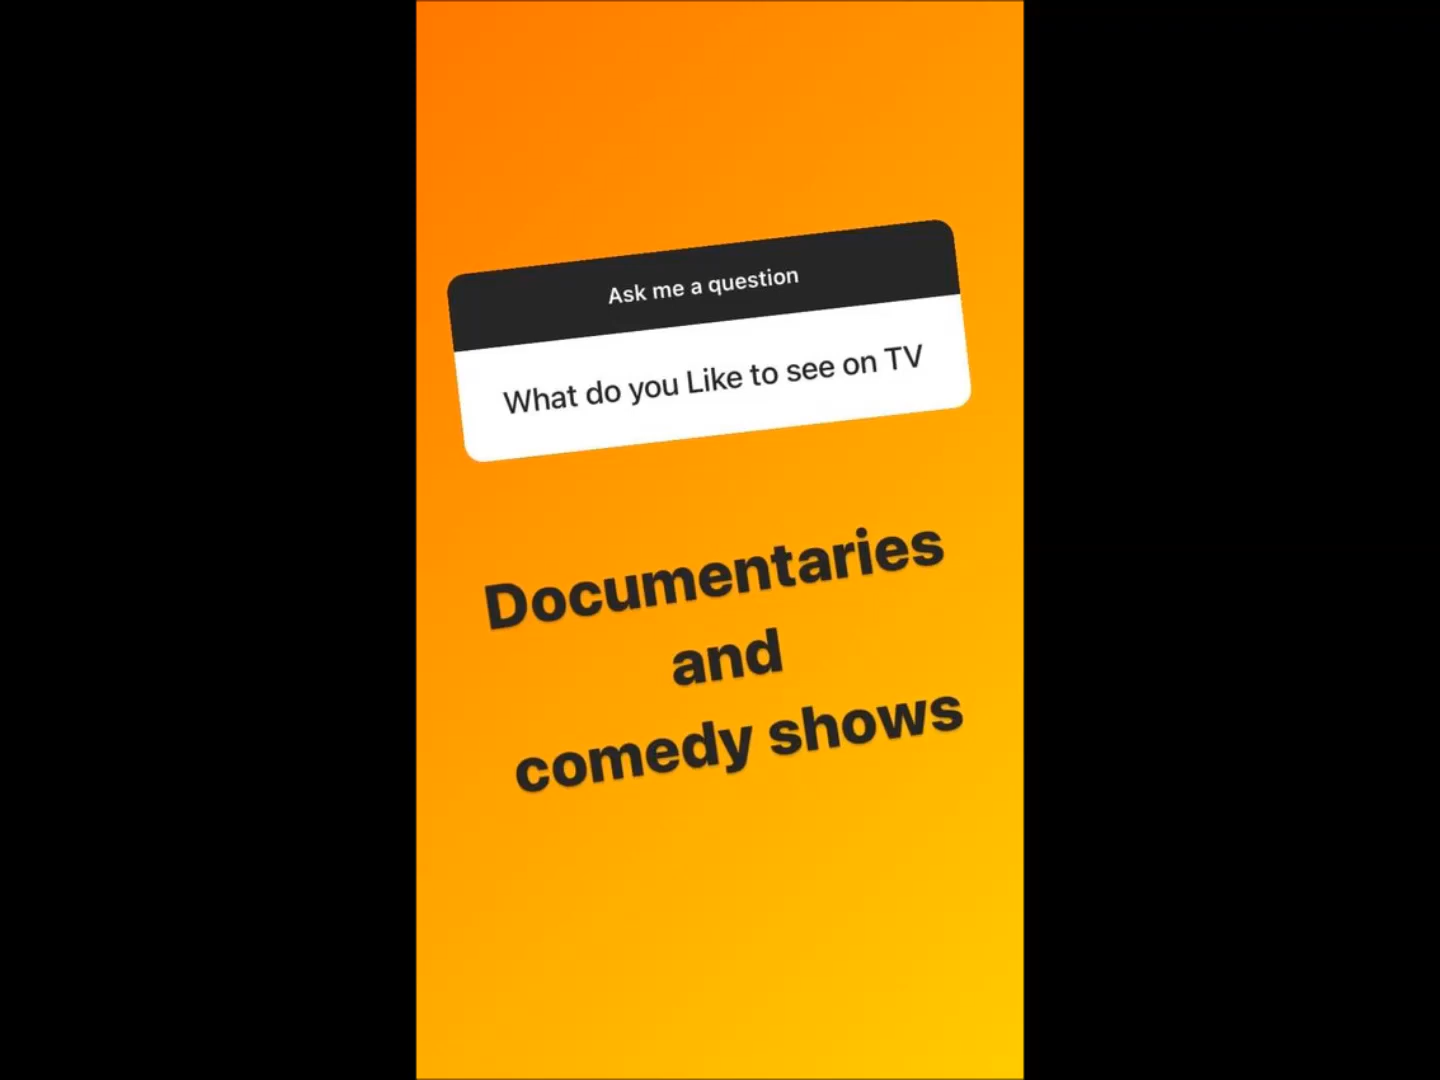 Ask me a question
What do you Like to see on TV
Documentaries
and
comedy shows